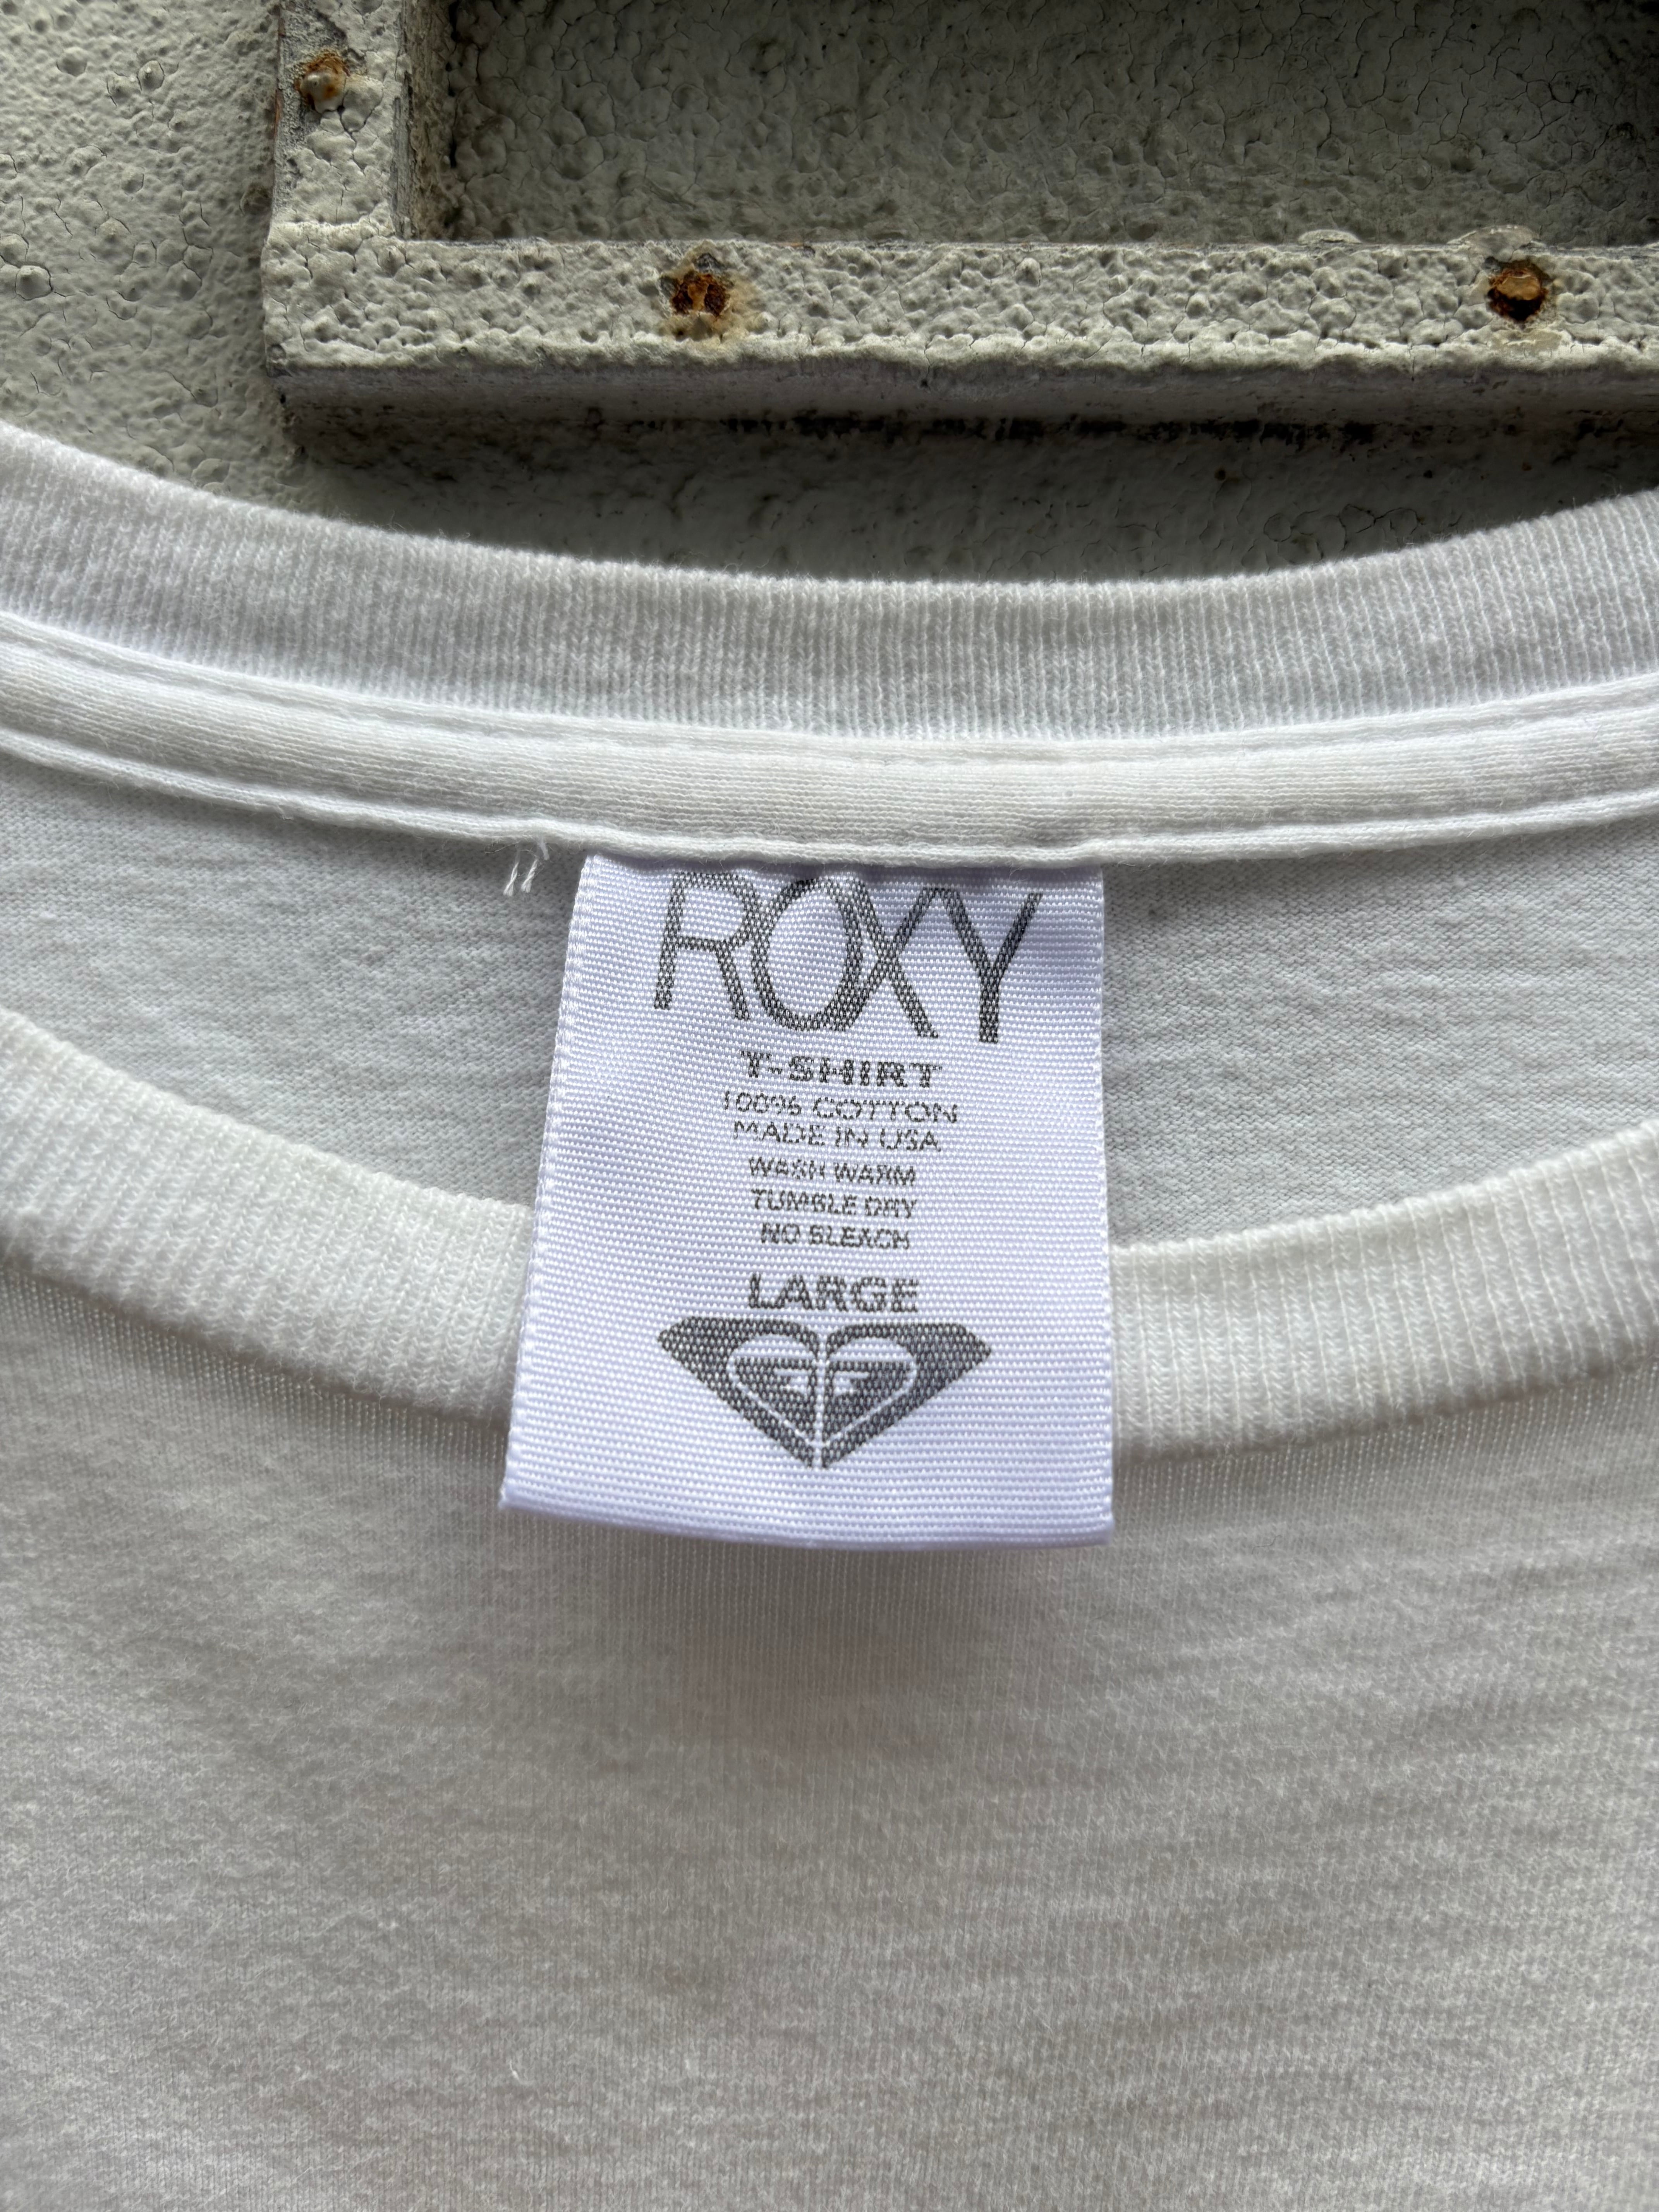 ROXY
T-SHIRT
100% COTTON
MADE IN USA
WASH WARM
TUMBLE DRY
NO BLEACH
LARGE